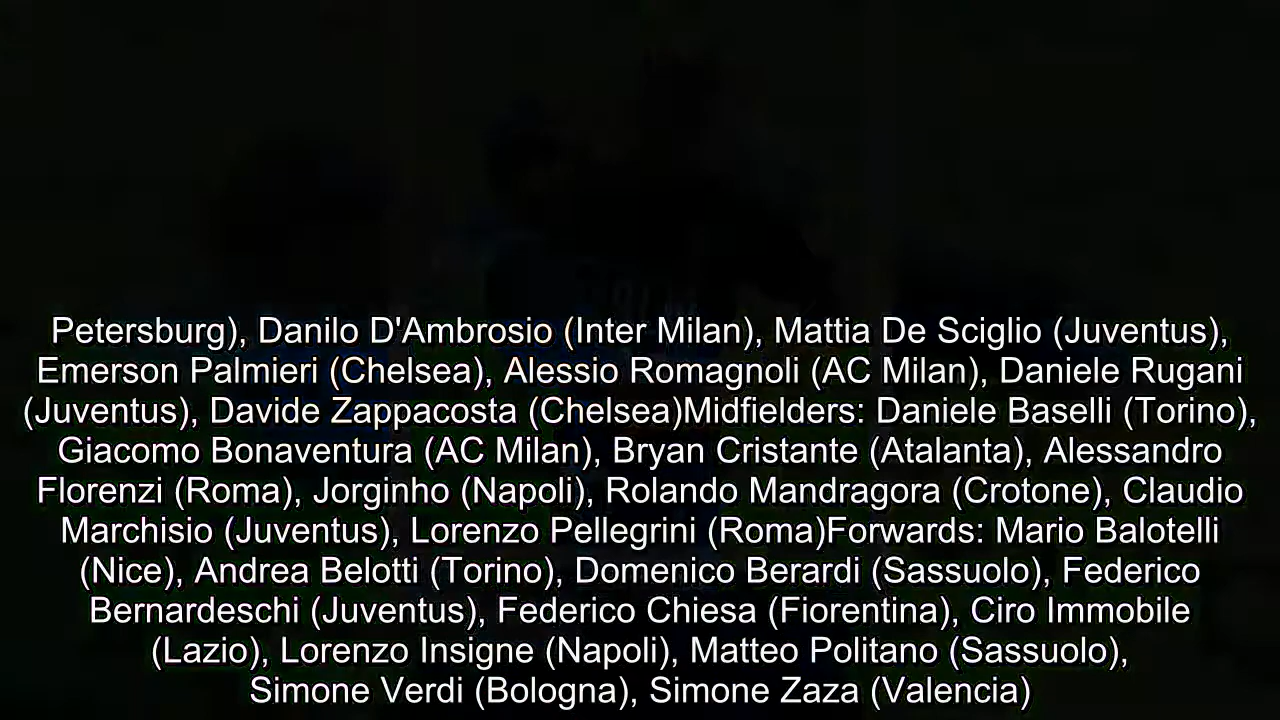 Petersburg), Danilo D'Ambrosio (Inter Milan), Mattia De Sciglio (Juventus),
Emerson Palmieri (Chelsea), Alessio Romagnoli (AC Milan), Daniele Rugani
(Juventus), Davide Zappacosta (Chelsea)Midfielders: Daniele Baselli (Torino),
Giacomo Bonaventura (AC Milan), Bryan Cristante (Atalanta), Alessandro
Florenzi (Roma), Jorginho (Napoli), Rolando Mandragora (Crotone), Claudio
Marchisio (Juventus), Lorenzo Pellegrini (Roma)Forwards: Mario Balotelli
(Nice), Andrea Belotti (Torino), Domenico Berardi (Sassuolo), Federico
Bernardeschi (Juventus), Federico Chiesa (Fiorentina), Ciro Immobile
(Lazio), Lorenzo Insigne (Napoli), Matteo Politano (Sassuolo),
Simone Verdi (Bologna), Simone Zaza (Valencia)